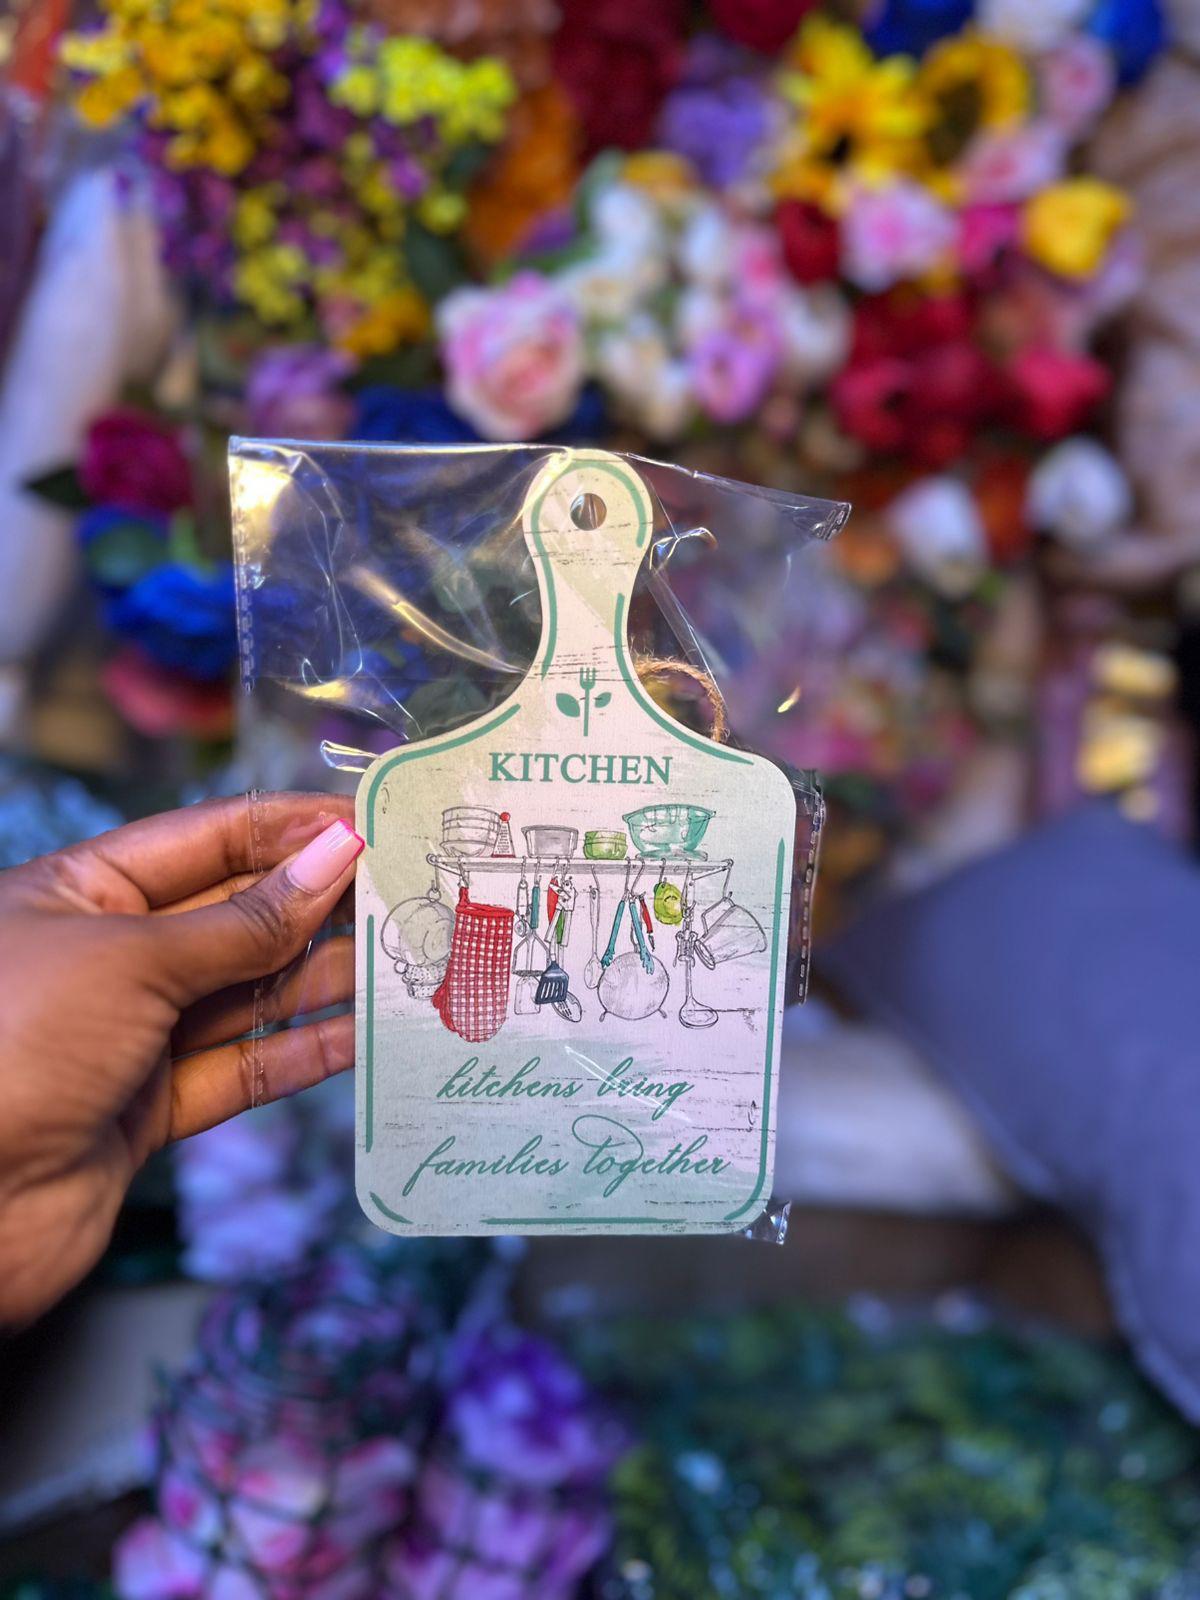 KITCHEN
kitchens bring
families together